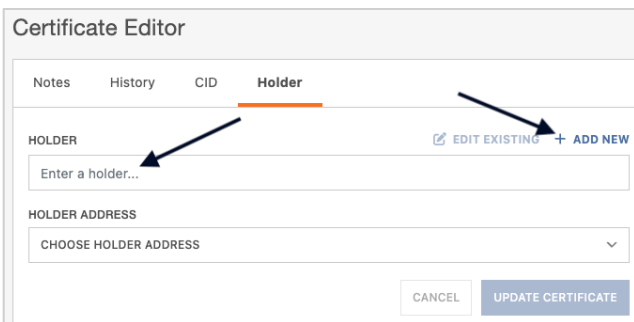 Certificate Editor
Notes History CID Holder
HOLDER EDIT EXISTING + ADD NEW
Enter a holder...
HOLDER ADDRESS
CHOOSE HOLDER ADDRESS
CANCEL UPDATE CERTIFICATE